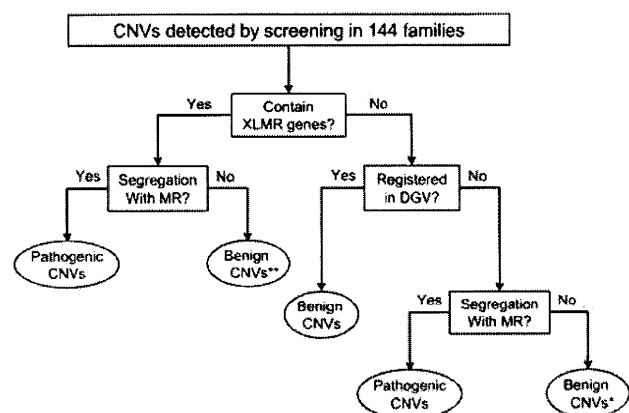 CNVs detected by screening in 144 families
Yes
Contain
XLMR genes?
No
Yes
Segregation
With MR?
No
Yes
Registered
in DGV?
No
Pathogenic
CNVs
Benign
CNVs**
Benign
CNVs
Yes
Segregation
With MR?
No
Pathogenic
CNVs
Benign
CNVs*